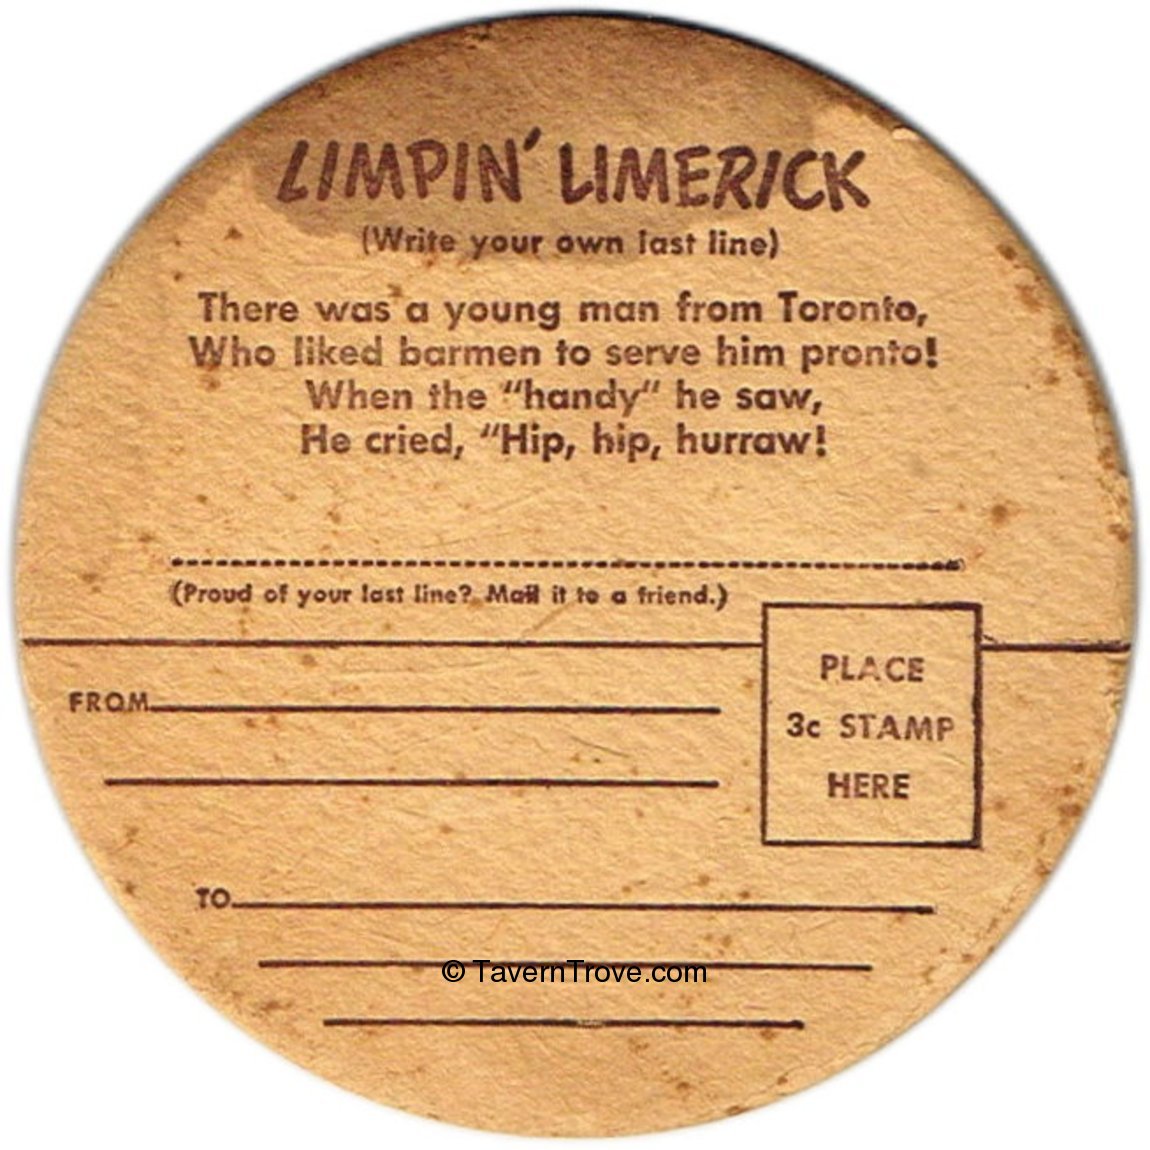 LIMPIN' LIMERICK
(Write your own last line)
There was a young man from Toronto,
Who liked barmen to serve him pronto!
When the "handy" he saw,
He cried, "Hip, hip, hurraw!
(Proud of your last line? Mail it to a friend.)
PLACE
3c STAMP
HERE
FROM
TO
© TavernTrove.com